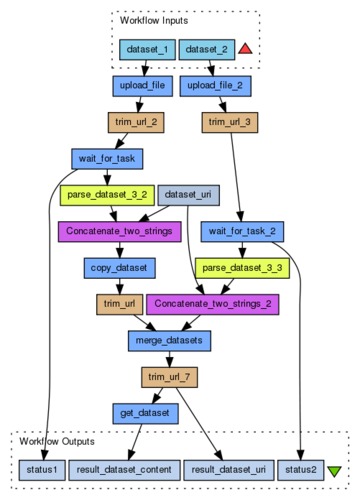 Workflow Inputs
dataset_1
dataset_2
upload_file
upload_file_2
trim_url_2
trim_url_3
wait_for_task
parse_dataset_3_2
dataset_uri
Concatenate_two_strings
wait_for_task_2
copy_dataset
parse_dataset_3_3
trim_url
Concatenate_two_strings_2
merge_datasets
trim_url_7
get_dataset
Workflow Outputs
status1
result_dataset_content
result_dataset_uri
status2